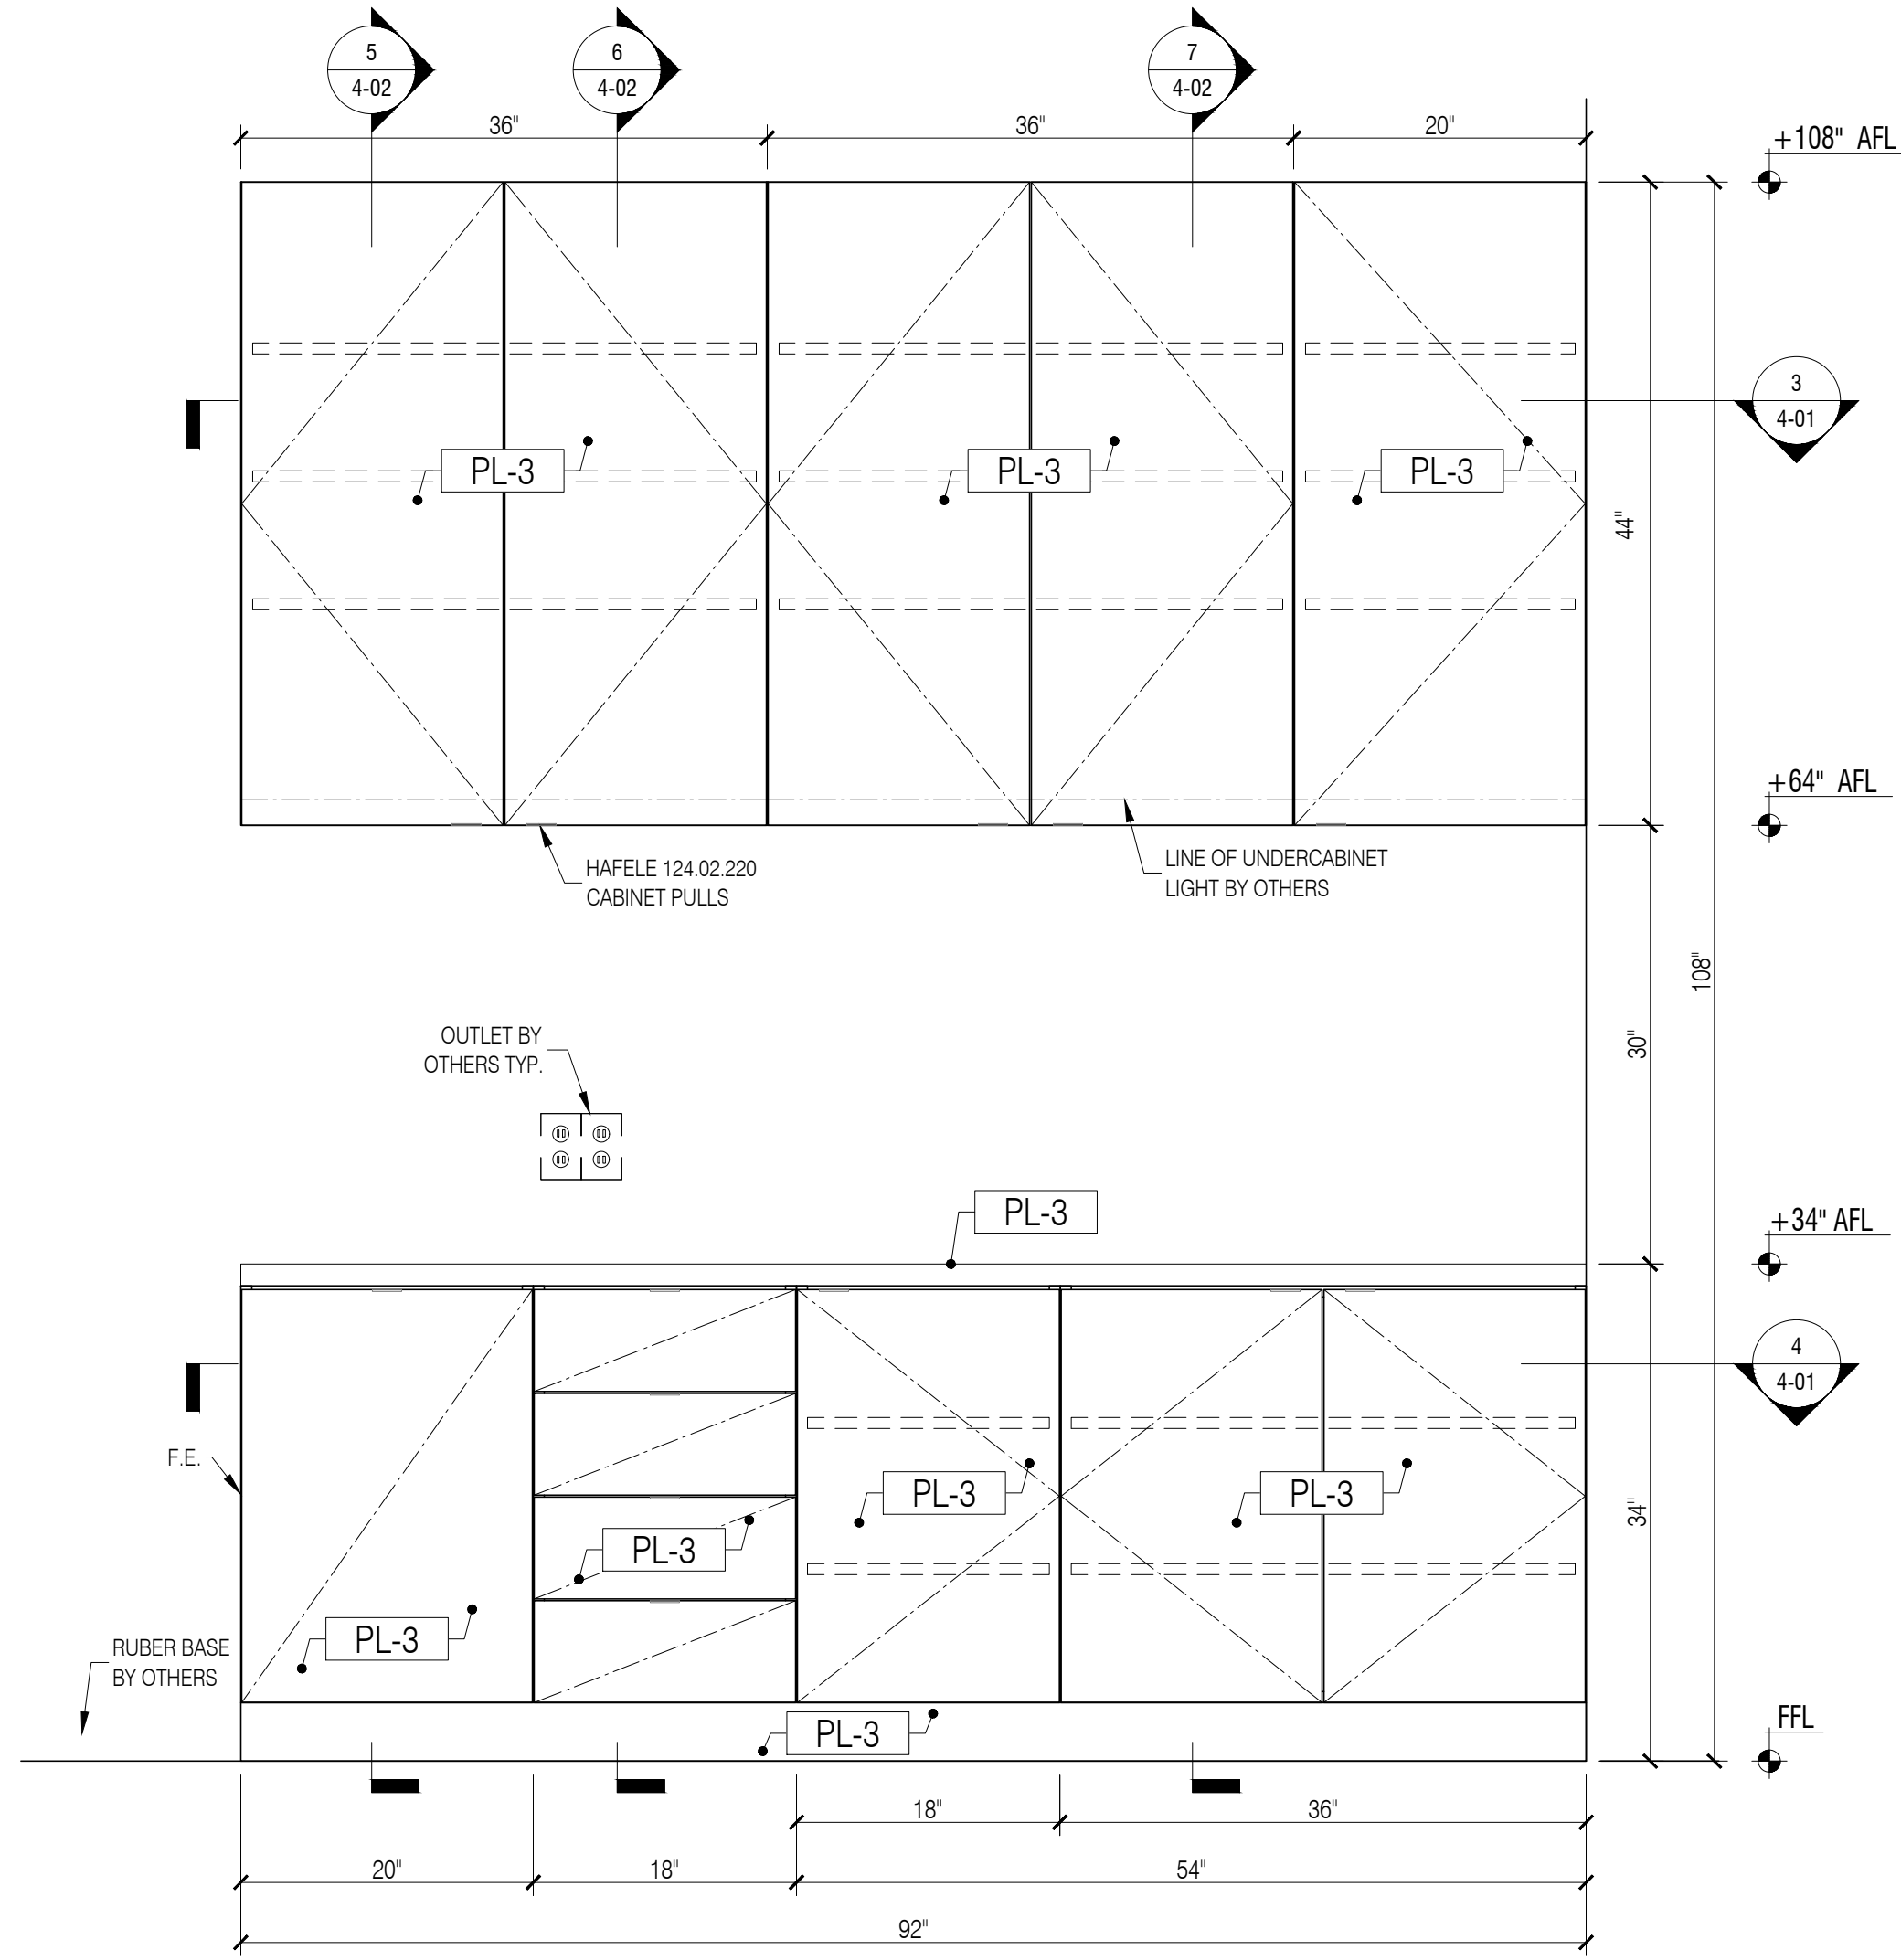 5
4-02
6
4-02
7
4-02
36"
36"
20"
+108" AFL
3
4-01
PL-3
PL-3
PL-3
44"
+64" AFL
HAFELE 124.02.220
CABINET PULLS
LINE OF UNDERCABINET
LIGHT BY OTHERS
108"
OUTLET BY
OTHERS TYP.
30"
PL-3
+34" AFL
4
4-01
F.E.
PL-3
PL-3
34"
PL-3
PL-3
RUBER BASE
BY OTHERS
PL-3
FFL
18"
36"
20"
18"
54"
92"